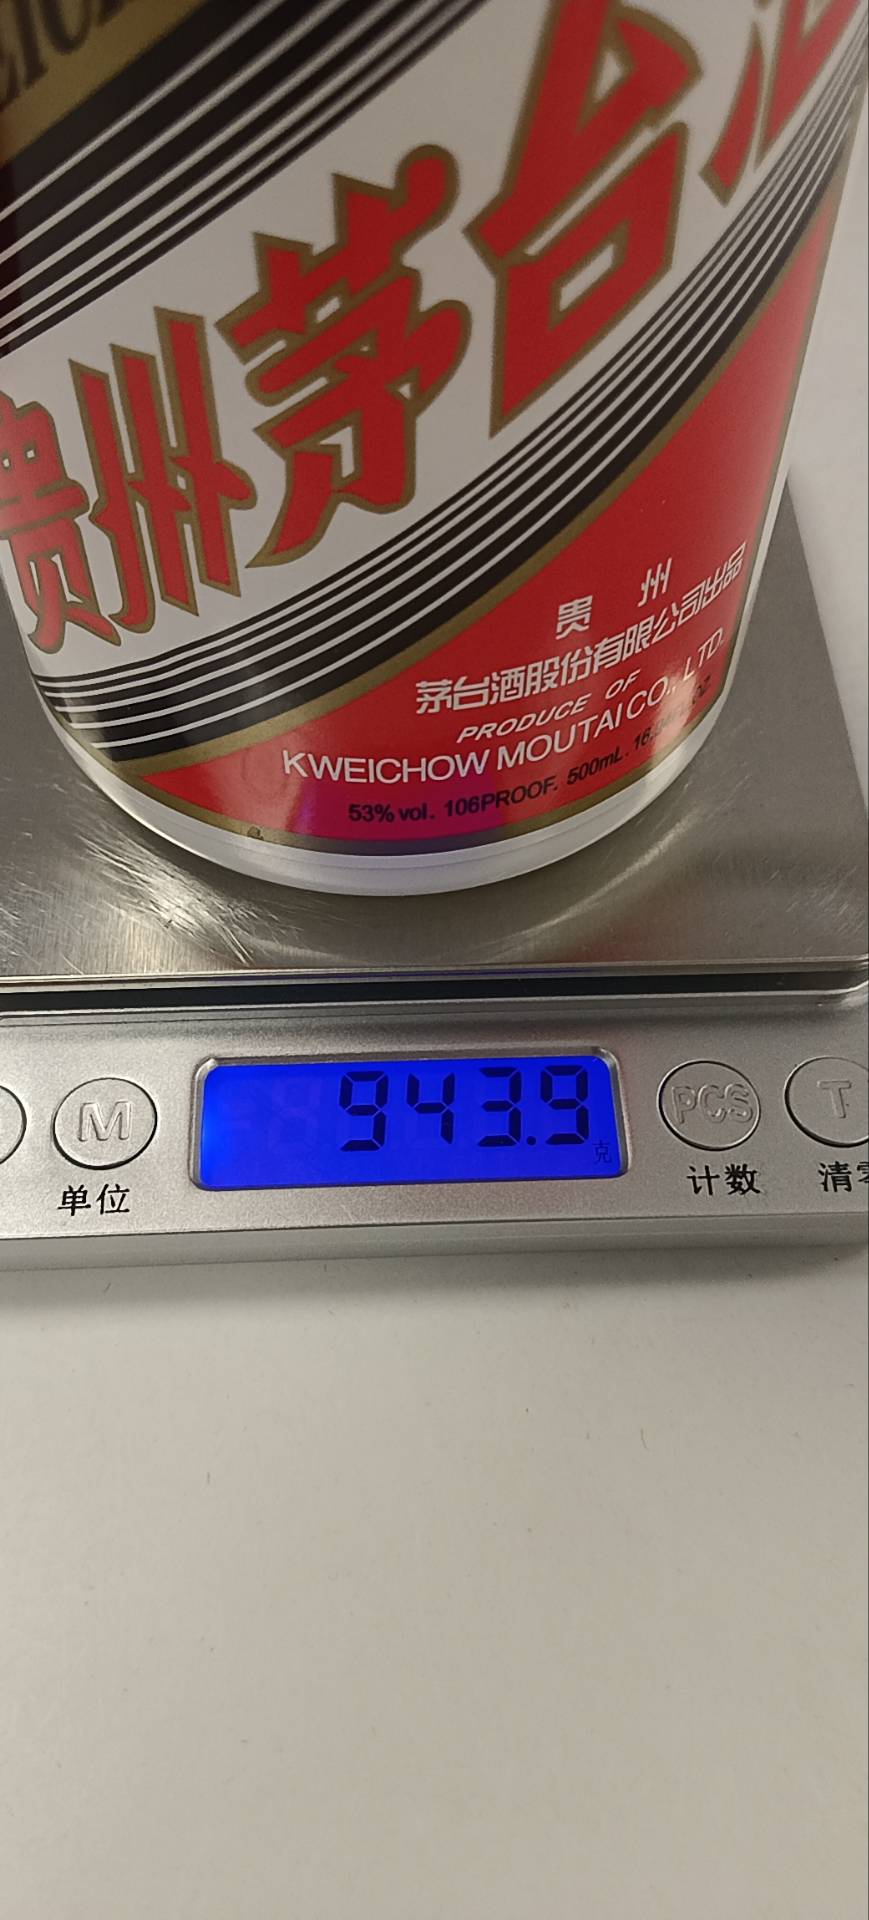 贵州茅台酒
贵州
茅台酒股份有限公司出品
PRODUCE OF
KWEICHOW MOUTAI CO., LTD.
53% vol. 106PROOF. 500mL.
943.9
克
M
PCS
T
单位
计数